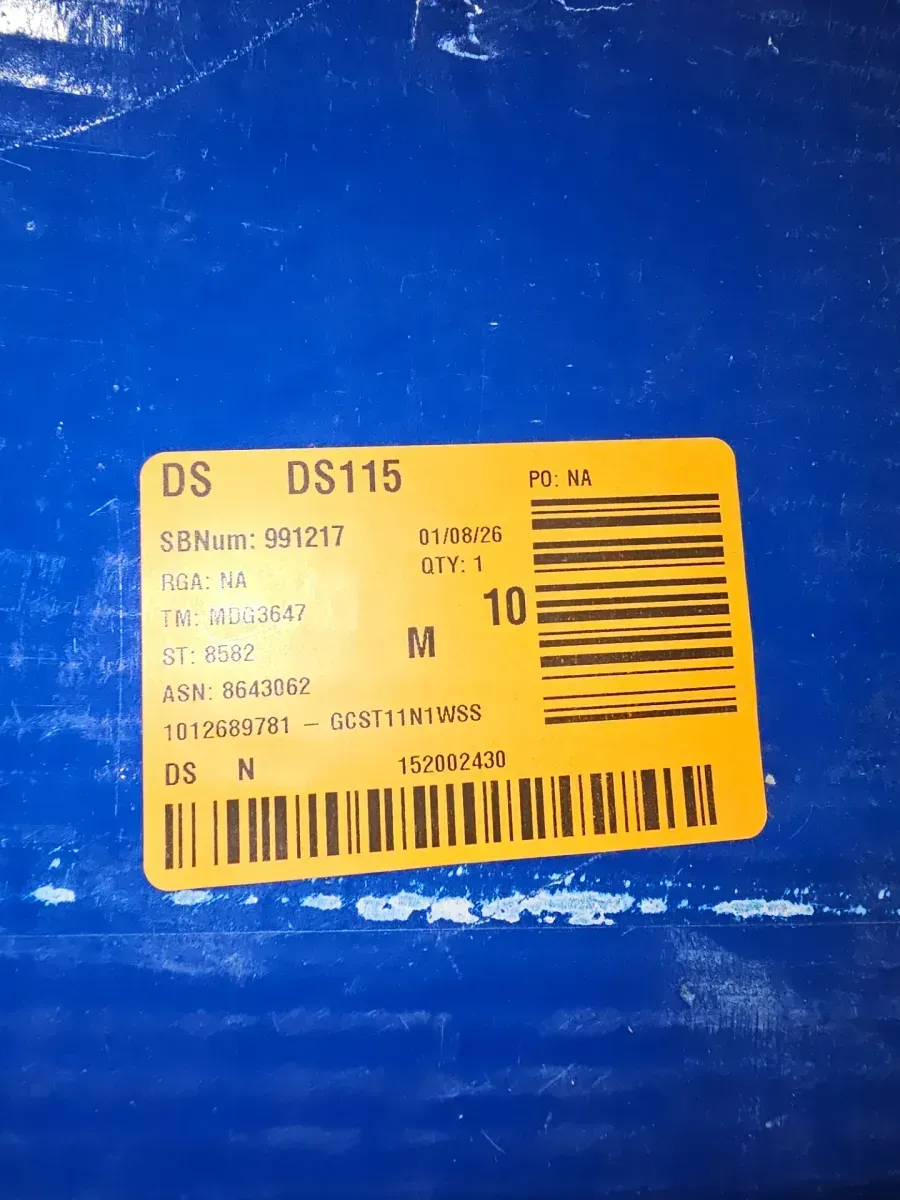 DS DS115
PO: NA
SBNum: 991217 01/08/26
RGA: NA QTY: 1
TM: MDG3647 10
ST: 8582 M
ASN: 8643062
1012689781 – GCST11N1WSS
DS N 152002430